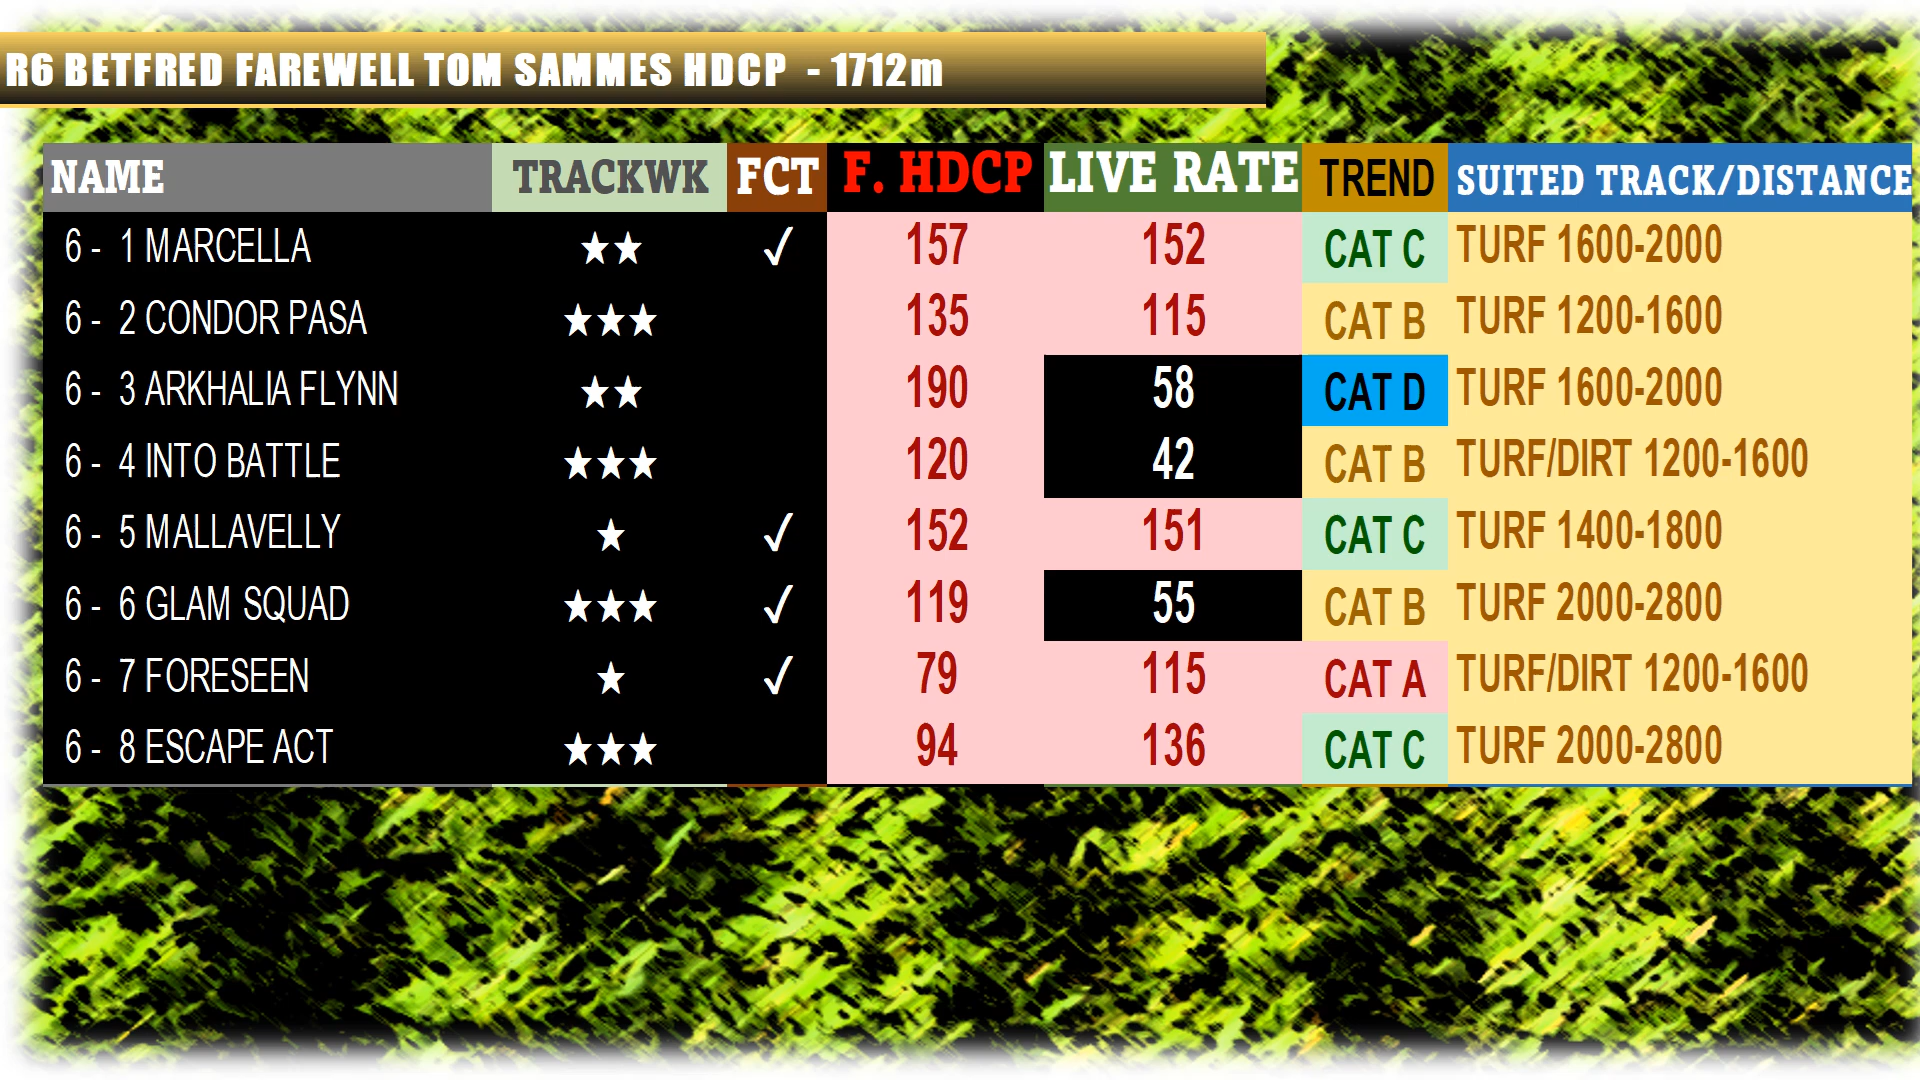 R6 BETFRED FAREWELL TOM SAMMES HDCP - 1712m
NAME TRACKWK FCT F. HDCP LIVE RATE TREND SUITED TRACK/DISTANCE
6 - 1 MARCELLA ★★ ✓ 157 152 CAT C TURF 1600-2000
6 - 2 CONDOR PASA ★★★ 135 115 CAT B TURF 1200-1600
6 - 3 ARKHALIA FLYNN ★★ 190 58 CAT D TURF 1600-2000
6 - 4 INTO BATTLE ★★★ 120 42 CAT B TURF/DIRT 1200-1600
6 - 5 MALLAVELLY ★ ✓ 152 151 CAT C TURF 1400-1800
6 - 6 GLAM SQUAD ★★★ ✓ 119 55 CAT B TURF 2000-2800
6 - 7 FORESEEN ★ ✓ 79 115 CAT A TURF/DIRT 1200-1600
6 - 8 ESCAPE ACT ★★★ 94 136 CAT C TURF 2000-2800